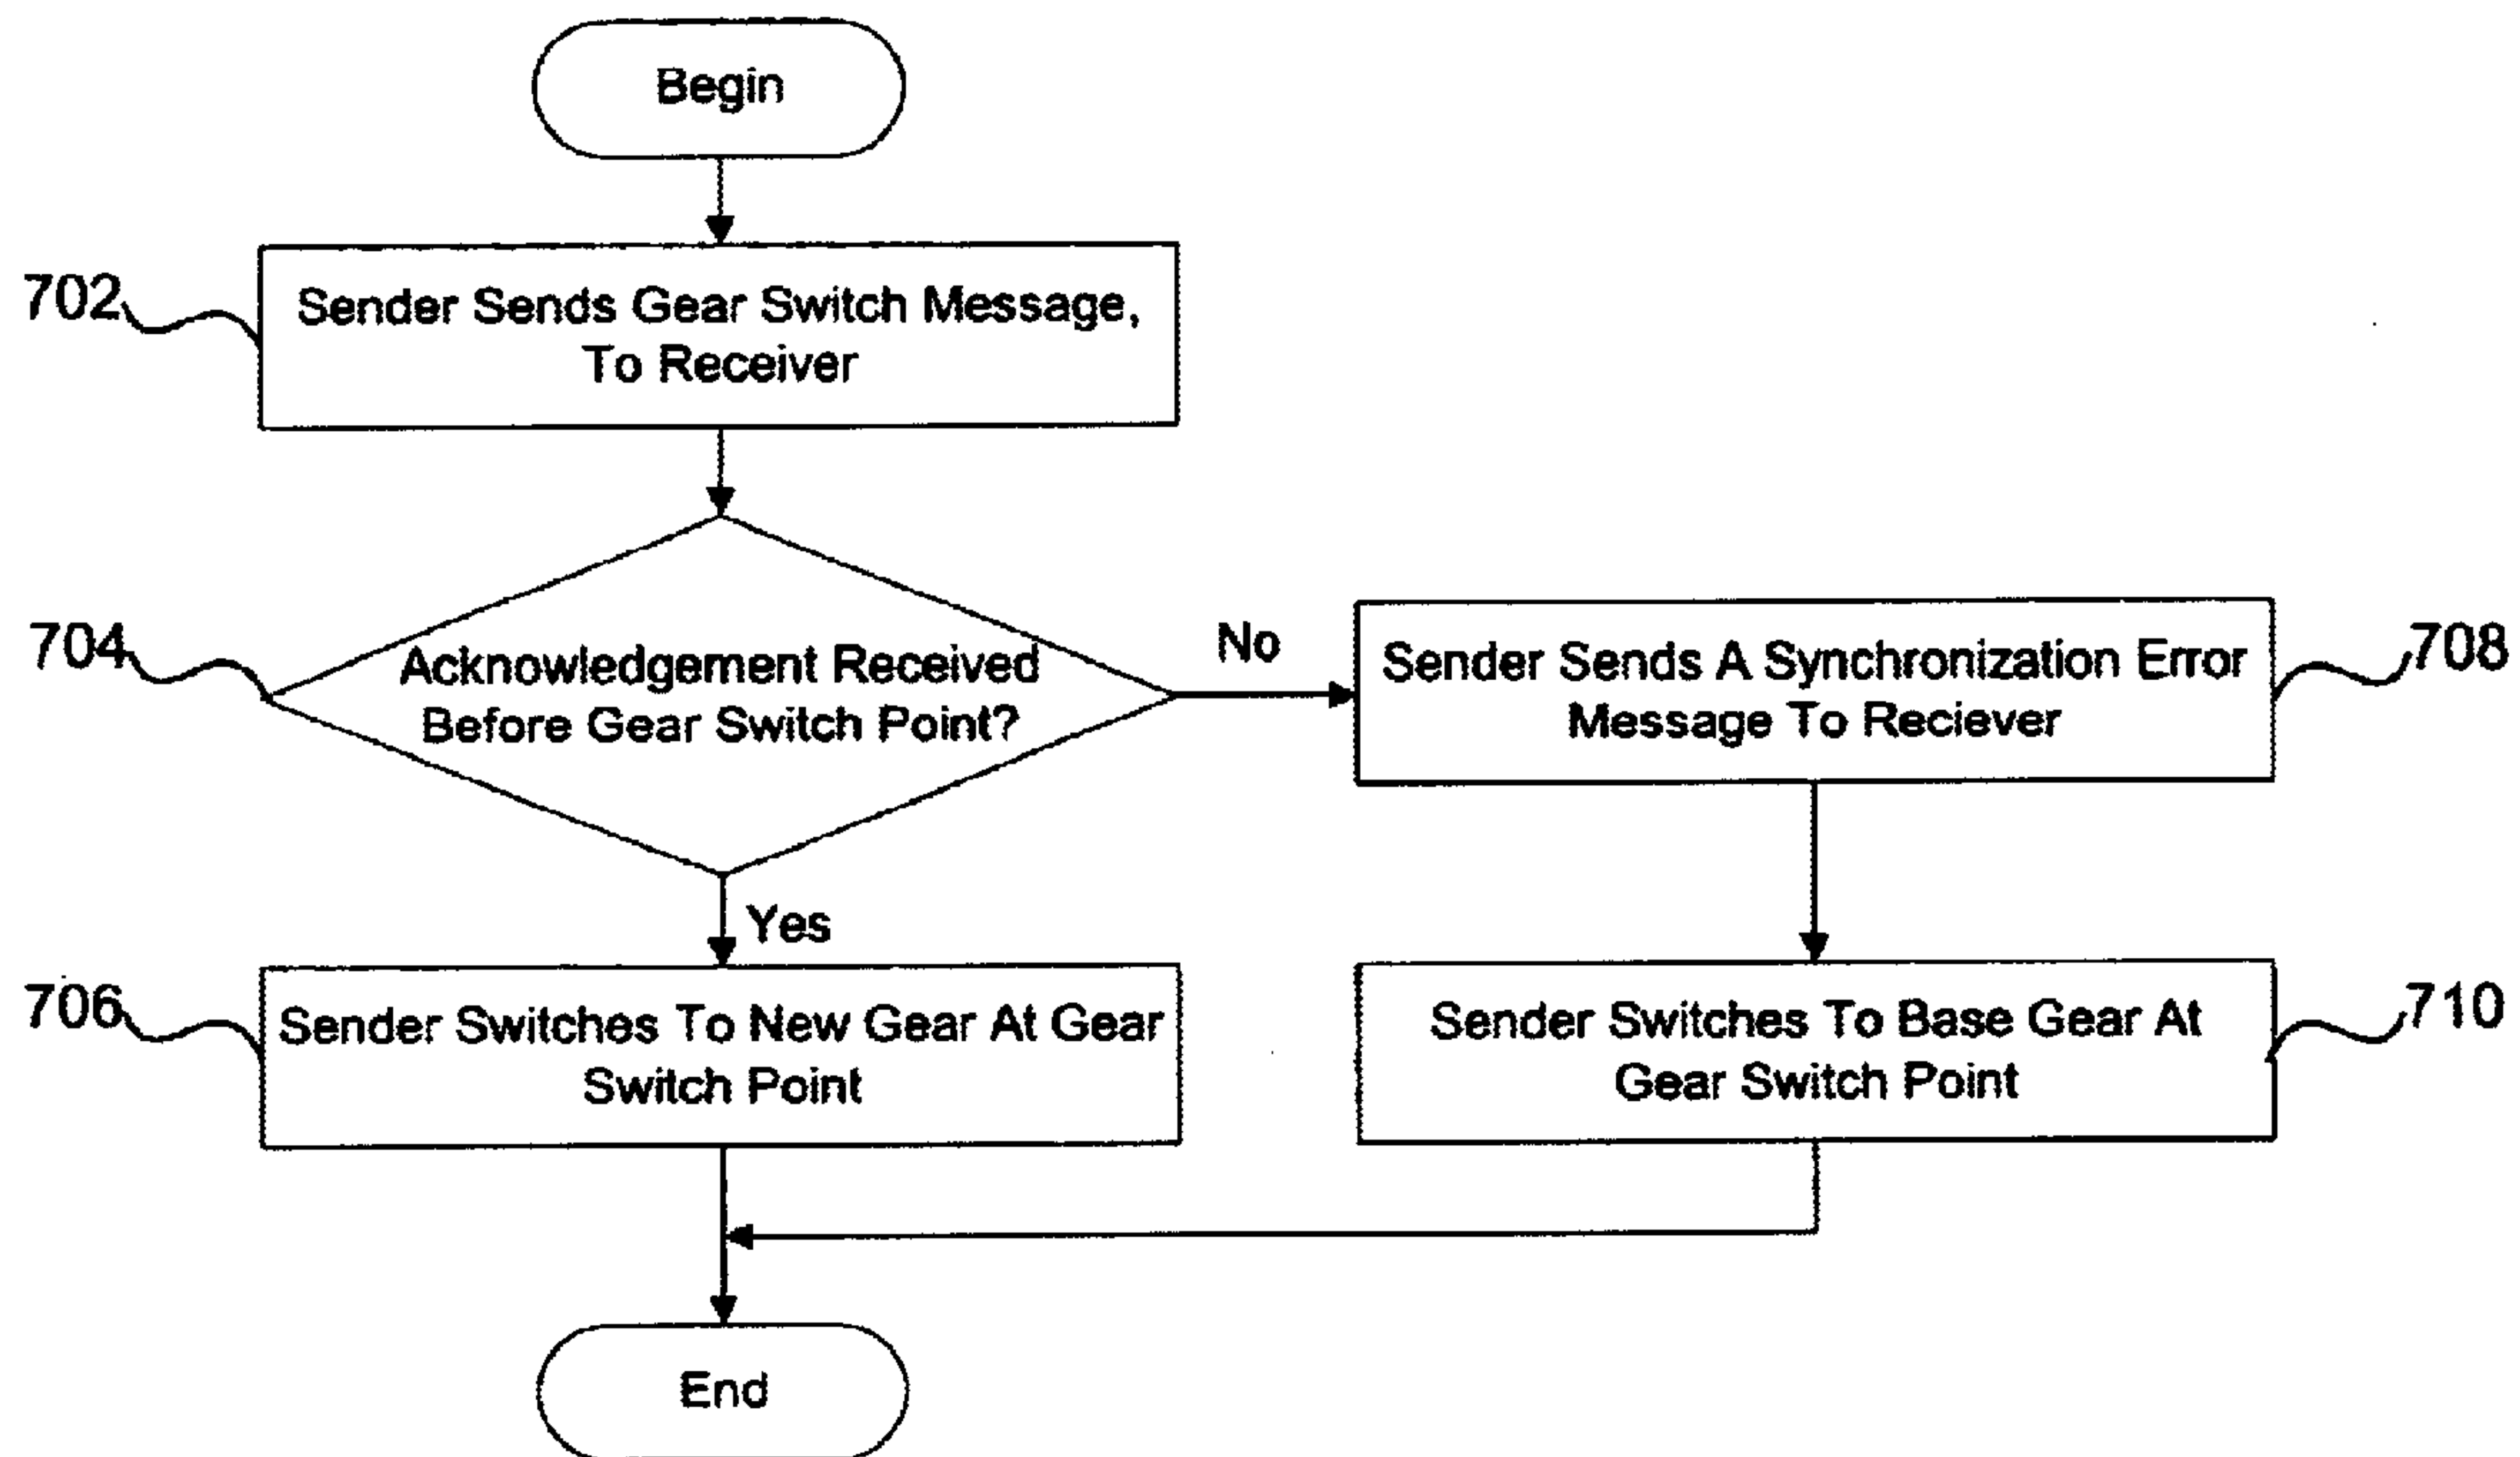 Begin
702
Sender Sends Gear Switch Message,
To Receiver
704
Acknowledgement Received
Before Gear Switch Point?
No
Sender Sends A Synchronization Error
Message To Reciever
708
Yes
706
Sender Switches To New Gear At Gear
Switch Point
Sender Switches To Base Gear At
Gear Switch Point
710
End